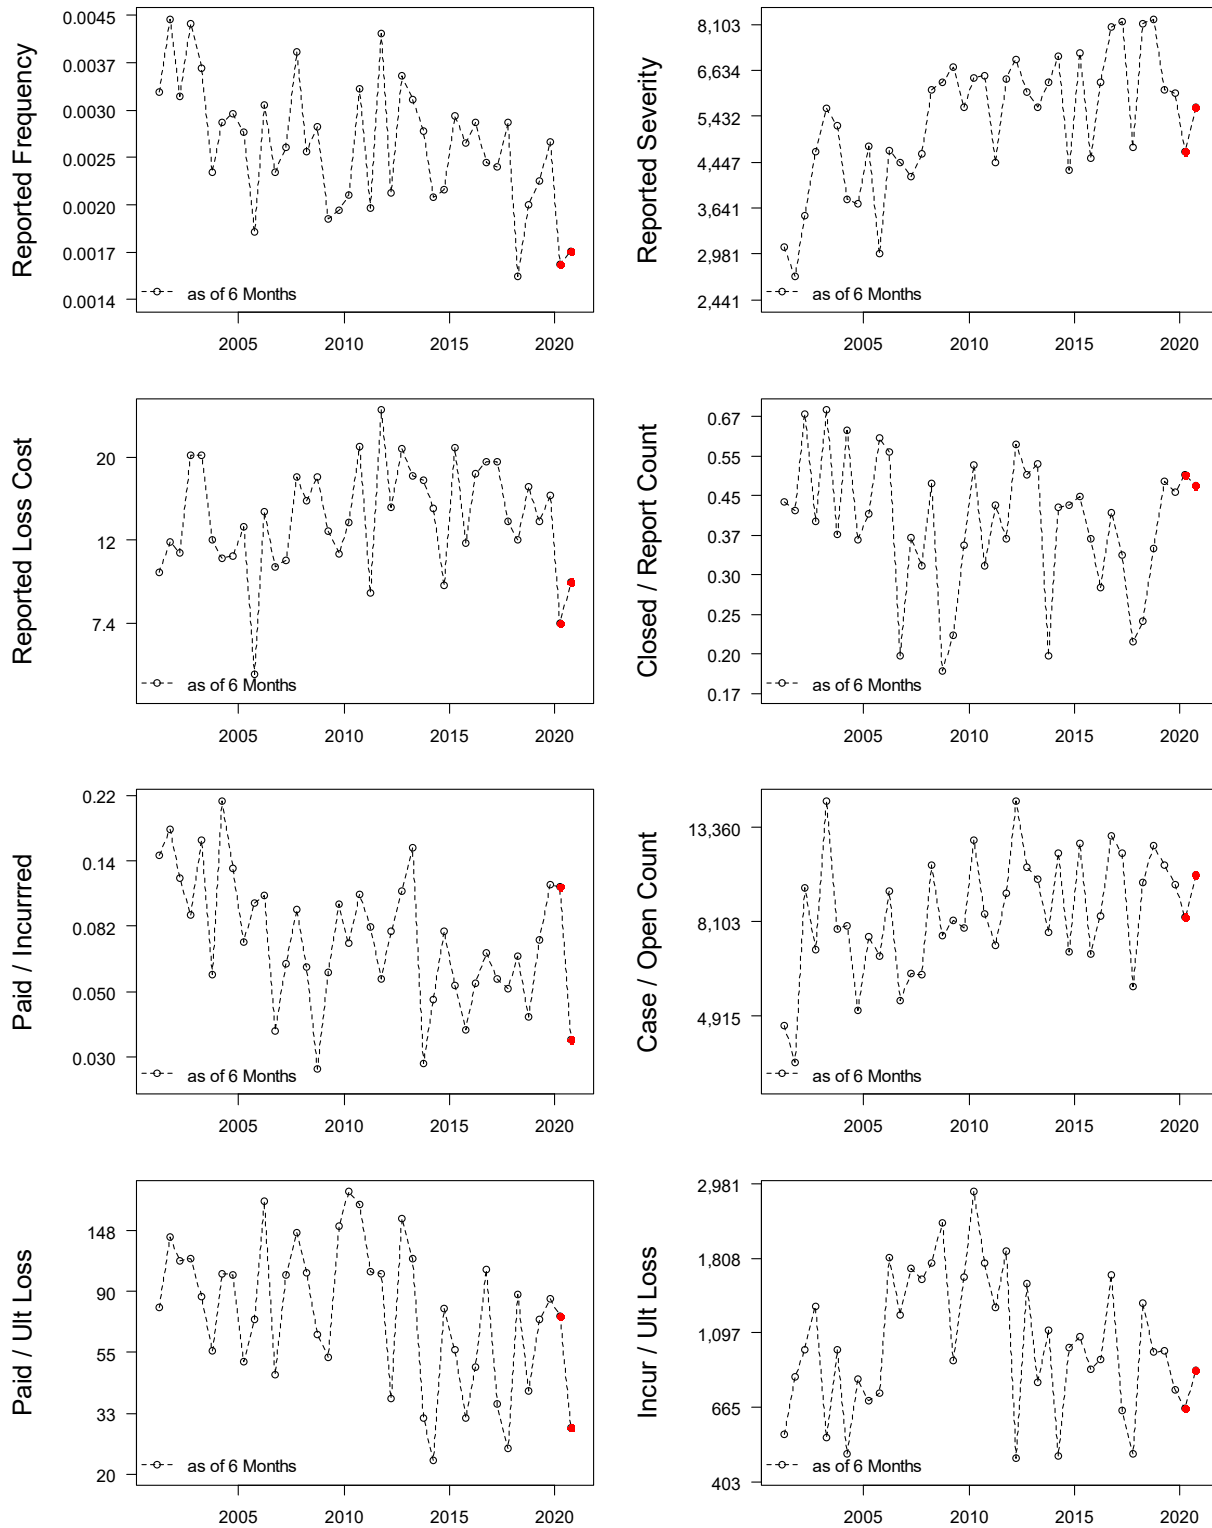 Reported Frequency
0.0045
0.0037
0.0030
0.0025
0.0020
0.0017
0.0014
as of 6 Months
2005 2010 2015 2020
Reported Severity
8,103
6,634
5,432
4,447
3,641
2,981
2,441
as of 6 Months
2005 2010 2015 2020
Reported Loss Cost
20
12
7.4
as of 6 Months
2005 2010 2015 2020
Closed / Report Count
0.67
0.55
0.45
0.37
0.30
0.25
0.20
0.17
as of 6 Months
2005 2010 2015 2020
Paid / Incurrred
0.22
0.14
0.082
0.050
0.030
as of 6 Months
2005 2010 2015 2020
Case / Open Count
13,360
8,103
4,915
as of 6 Months
2005 2010 2015 2020
Paid / Ult Loss
148
90
55
33
20
as of 6 Months
2005 2010 2015 2020
Incur / Ult Loss
2,981
1,808
1,097
665
403
as of 6 Months
2005 2010 2015 2020